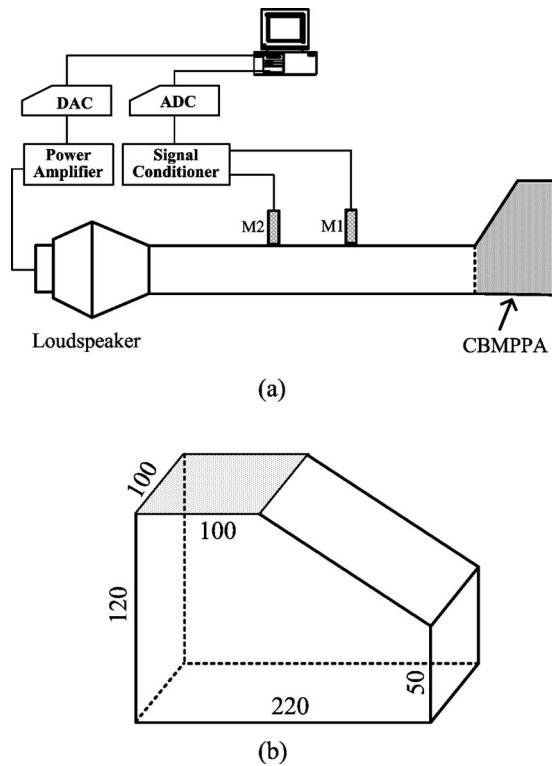 DAC
ADC
Power
Amplifier
Signal
Conditioner
M2
M1
Loudspeaker
CBMPPA
(a)
100
100
120
50
220
(b)